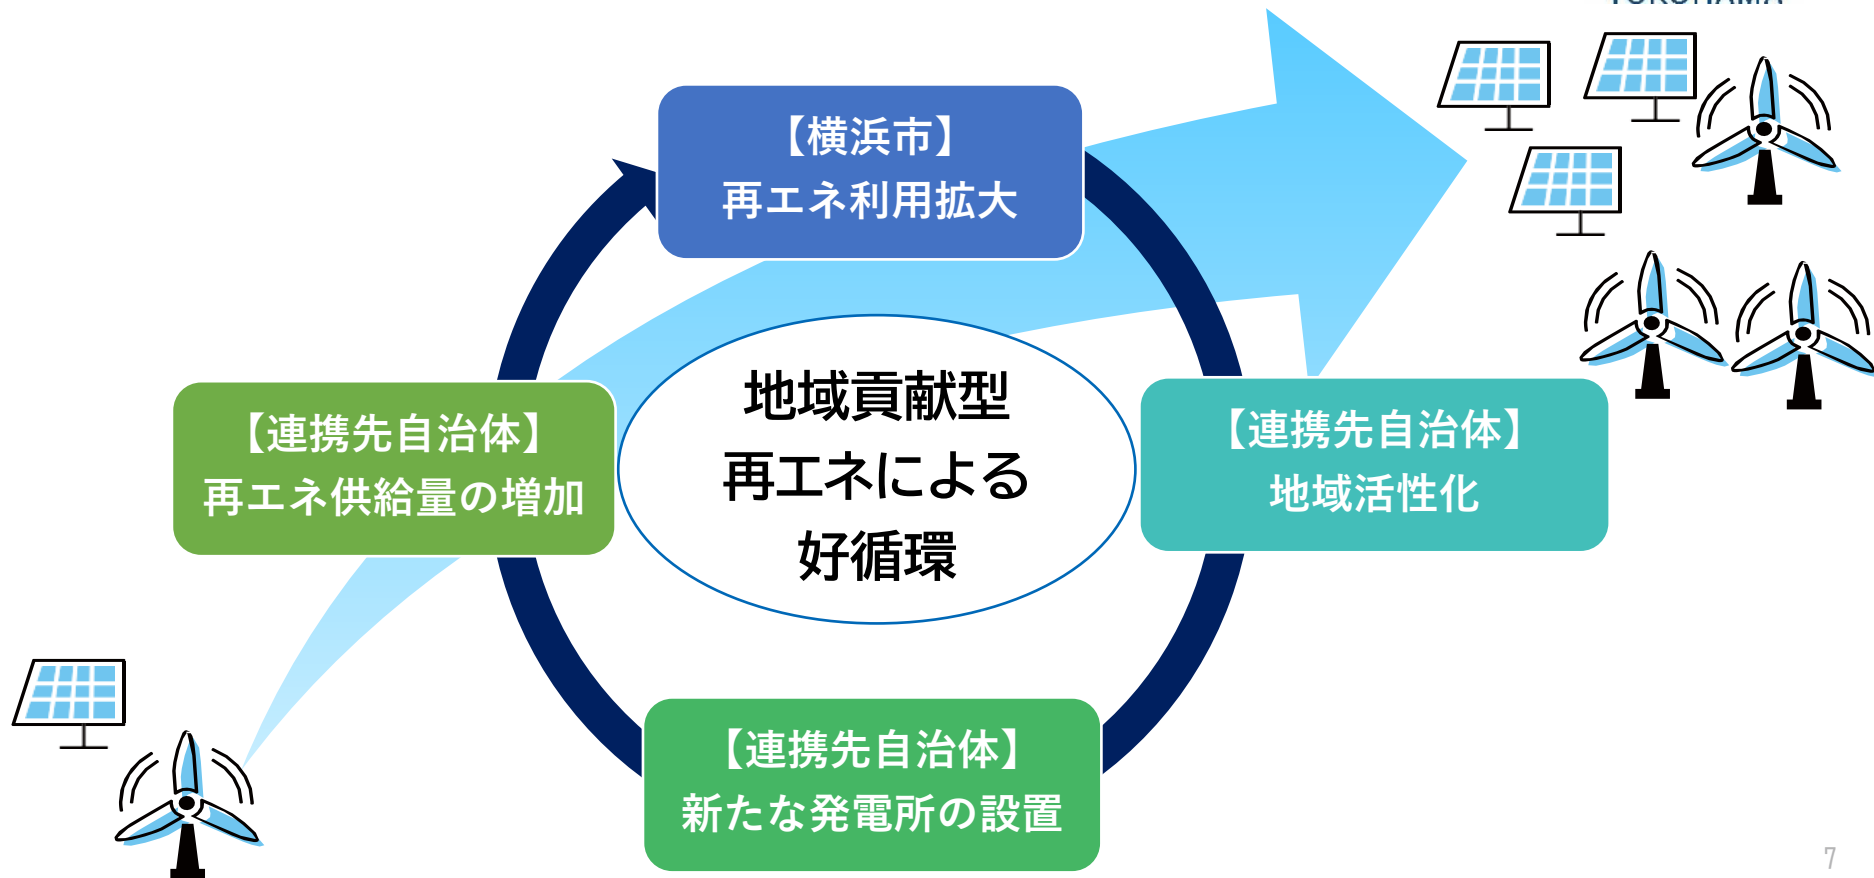 【横浜市】
再エネ利用拡大
【連携先自治体】
再エネ供給量の増加
地域貢献型
再エネによる
好循環
【連携先自治体】
地域活性化
【連携先自治体】
新たな発電所の設置
7